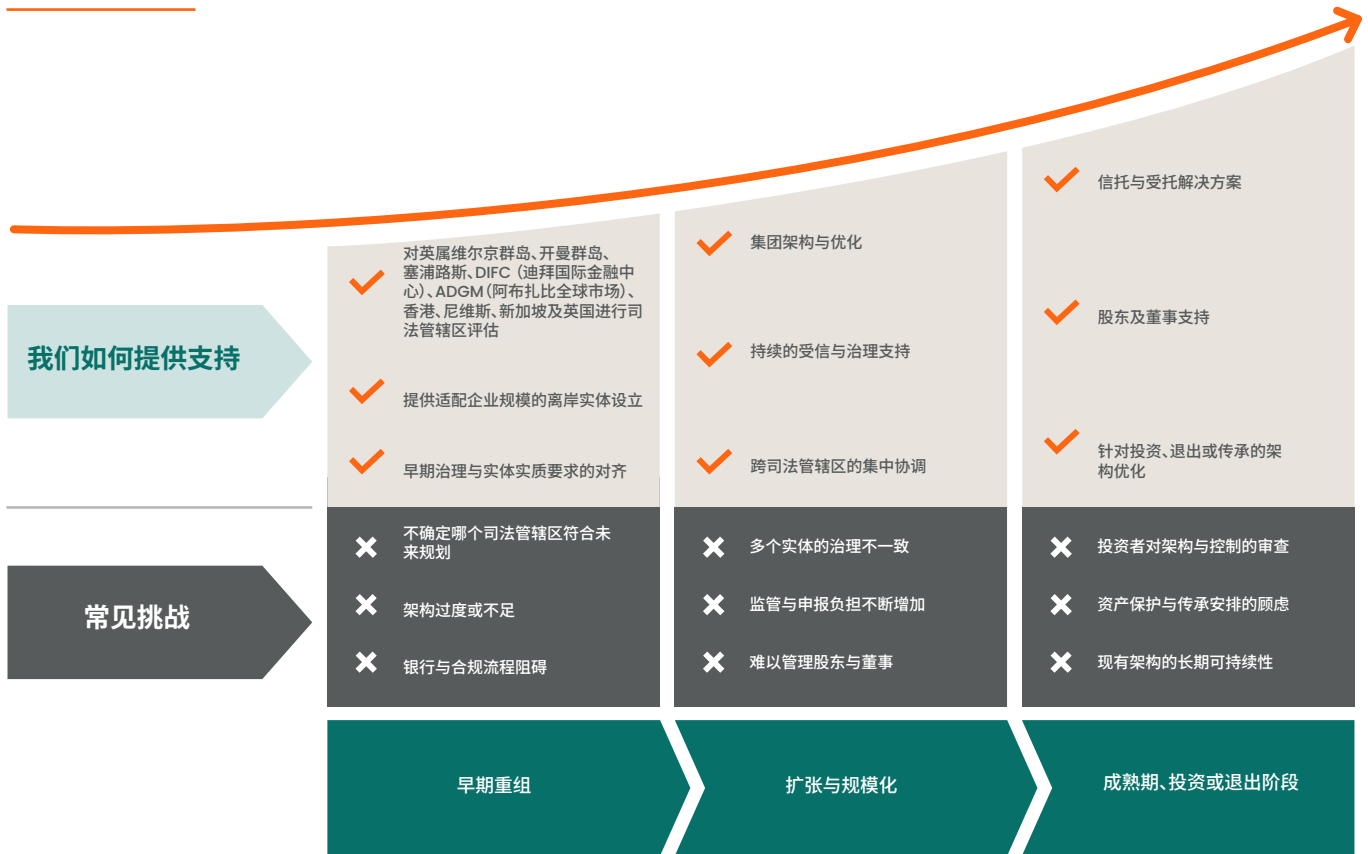 我们如何提供支持
对英属维尔京群岛、开曼群岛、
塞浦路斯、DIFC（迪拜国际金融中
心）、ADGM（阿布扎比全球市场）、
香港、尼维斯、新加坡及英国进行司
法管辖区评估
提供适配企业规模的离岸实体设立
早期治理与实体实质要求的对齐
集团架构与优化
持续的受信与治理支持
跨司法管辖区的集中协调
信托与受托解决方案
股东及董事支持
针对投资、退出或传承的架
构优化
常见挑战
不确定哪个司法管辖区符合未
来规划
架构过度或不足
银行与合规流程阻碍
多个实体的治理不一致
监管与申报负担不断增加
难以管理股东与董事
投资者对架构与控制的审查
资产保护与传承安排的顾虑
现有架构的长期可持续性
早期重组
扩张与规模化
成熟期、投资或退出阶段